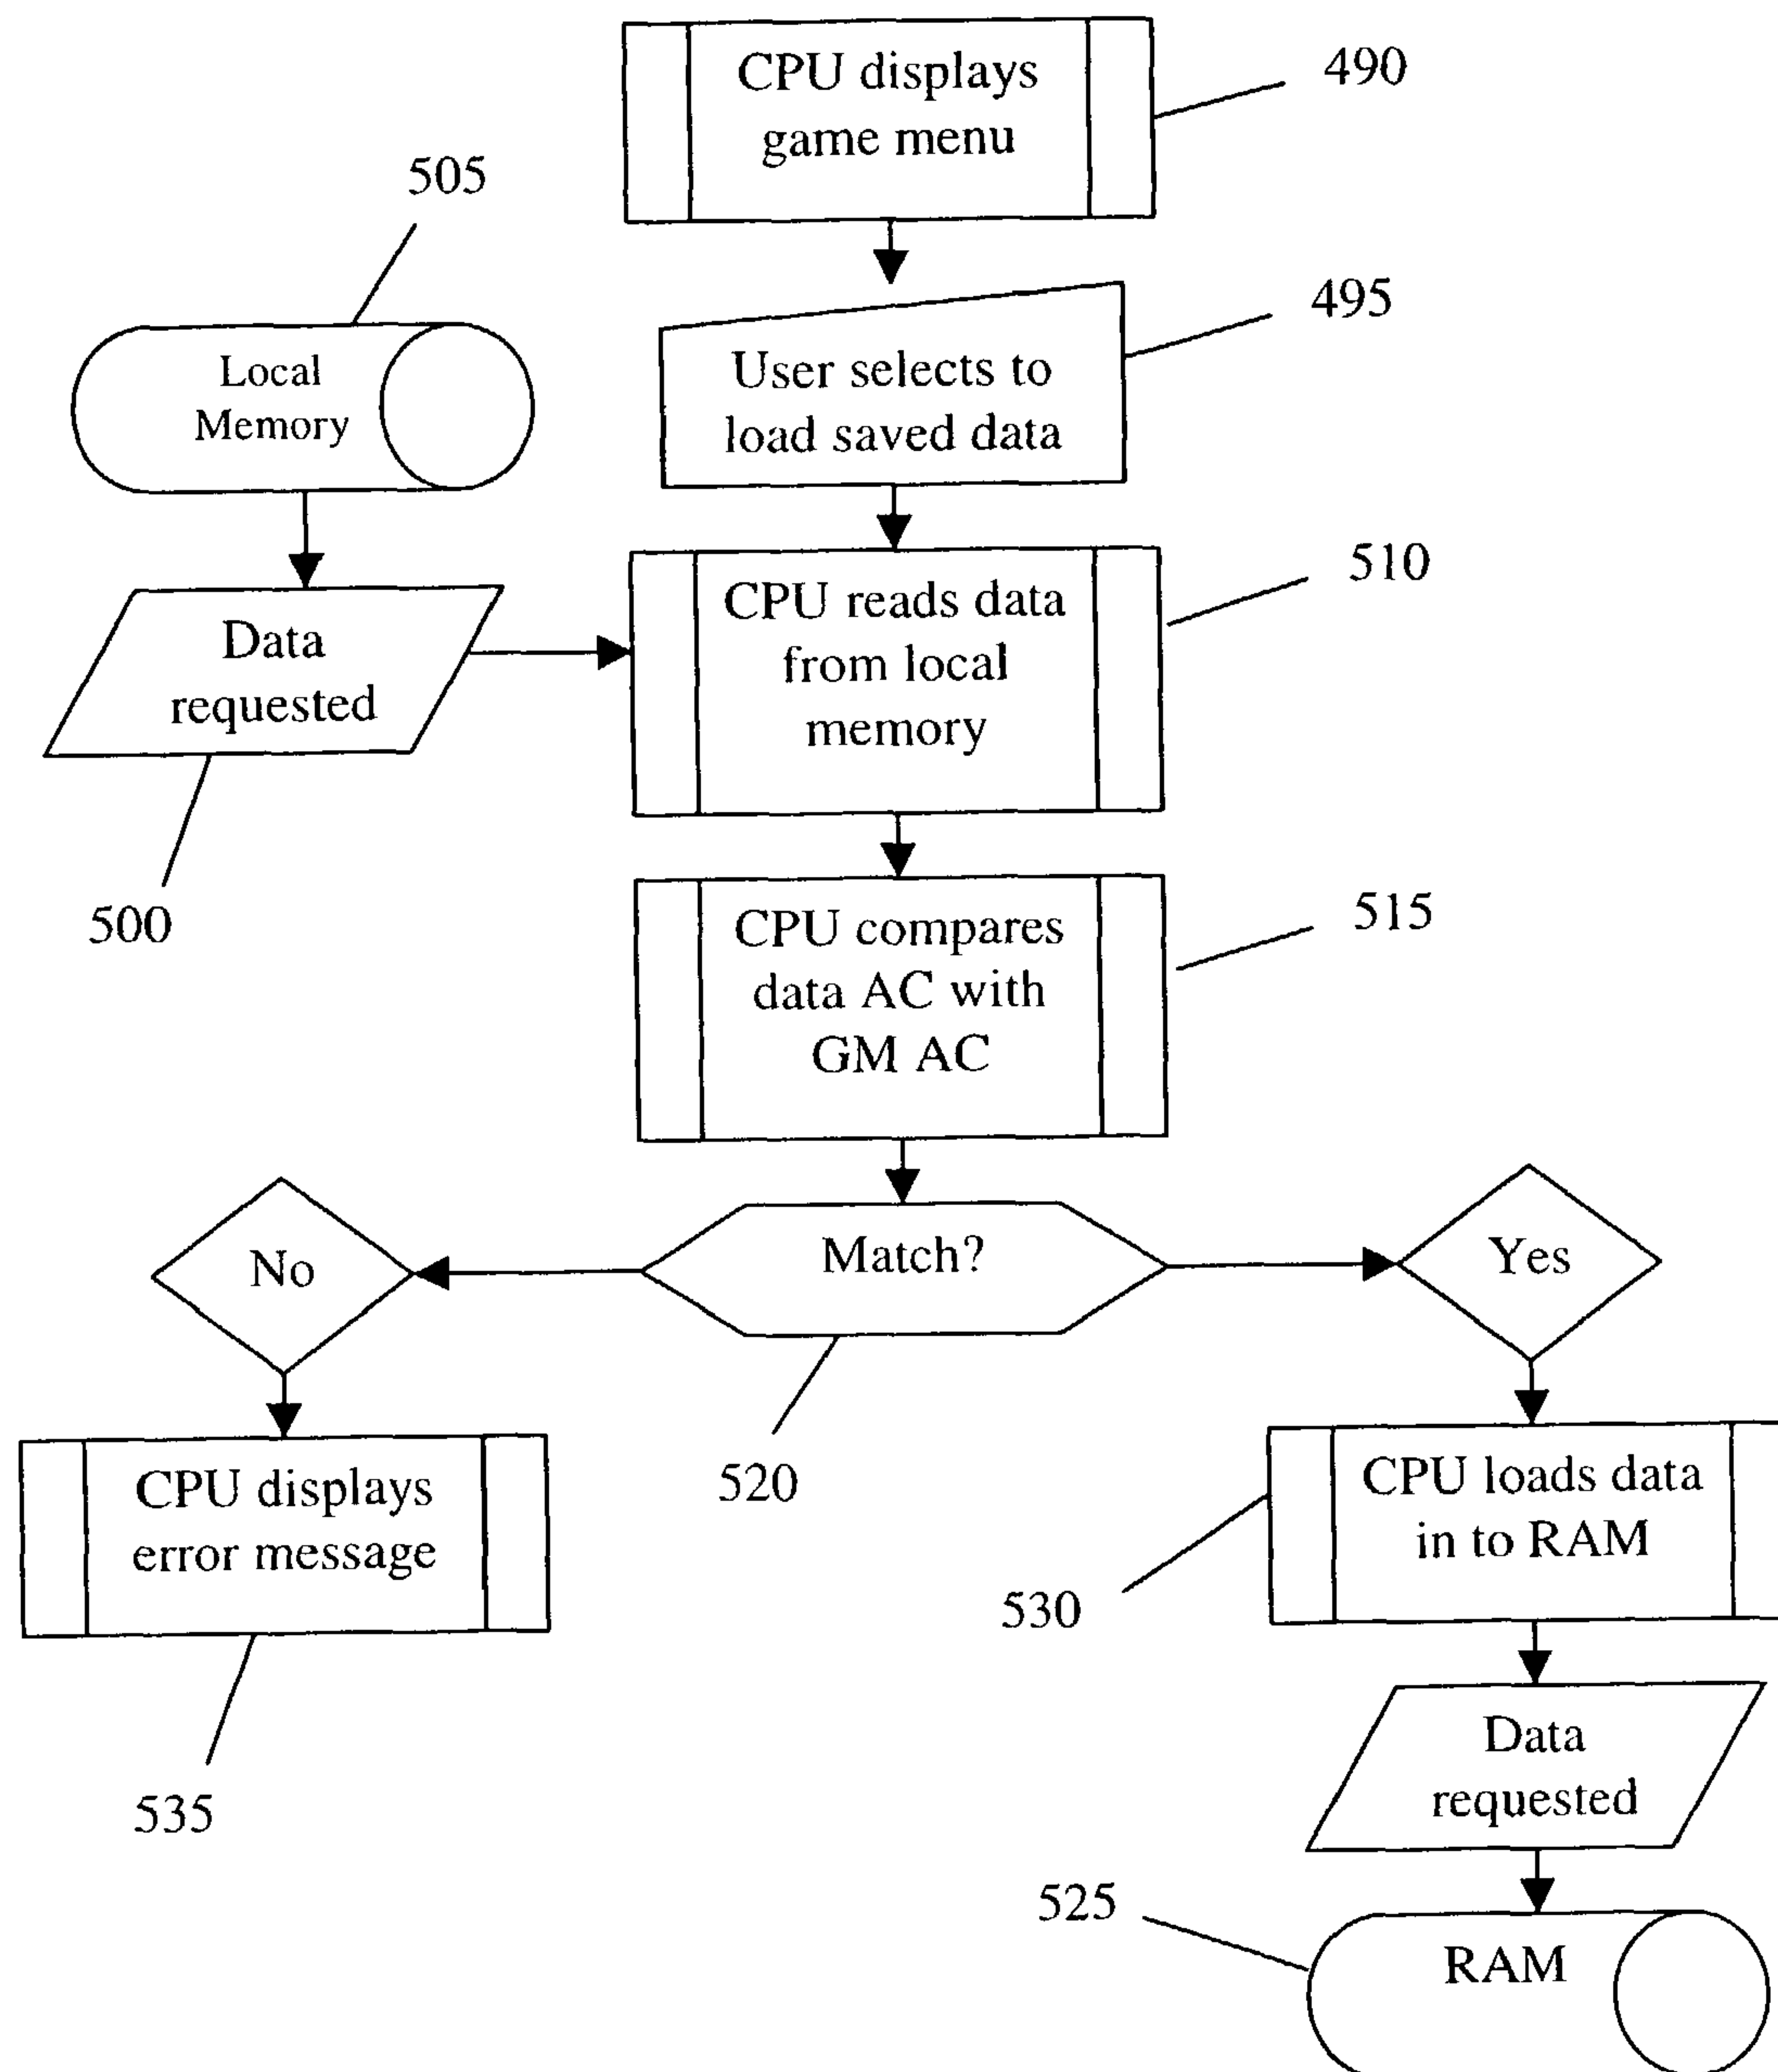 CPU displays
game menu
490
505
Local
Memory
User selects to
load saved data
495
Data
requested
500
CPU reads data
from local
memory
510
CPU compares
data AC with
GM AC
515
No
Match?
Yes
520
CPU displays
error message
535
CPU loads data
in to RAM
530
Data
requested
525
RAM